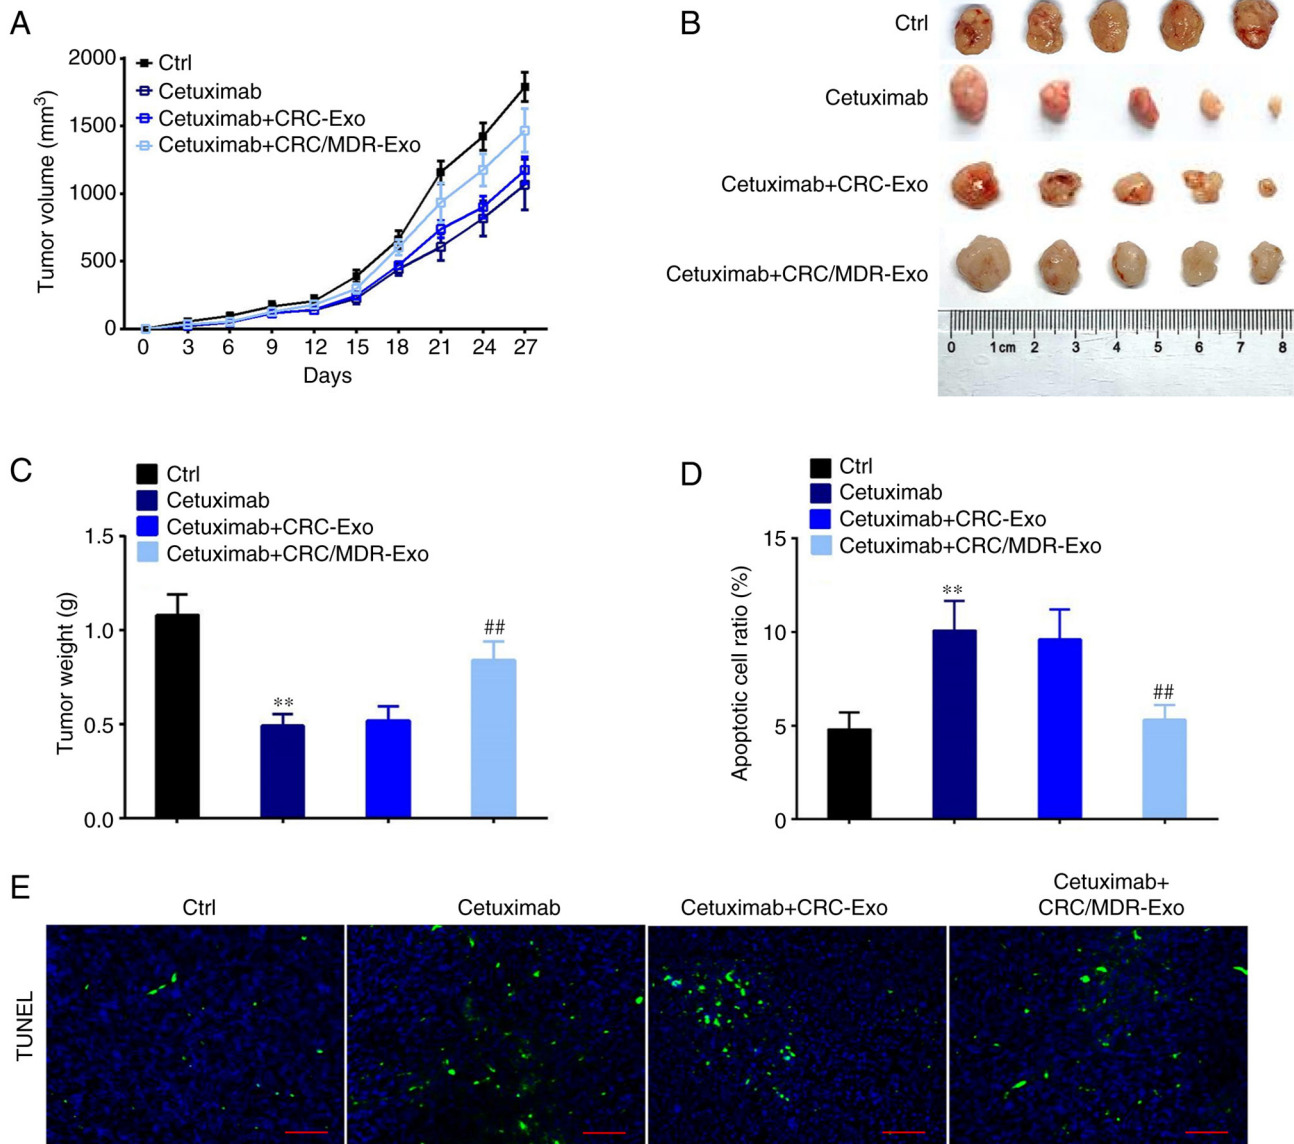 A
Tumor volume (mm³)
2000
1500
1000
500
0
Ctrl
Cetuximab
Cetuximab+CRC-Exo
Cetuximab+CRC/MDR-Exo
0 3 6 9 12 15 18 21 24 27
Days
B
Ctrl
Cetuximab
Cetuximab+CRC-Exo
Cetuximab+CRC/MDR-Exo
0 1cm 2 3 4 5 6 7 8
C
Ctrl
Cetuximab
Cetuximab+CRC-Exo
Cetuximab+CRC/MDR-Exo
Tumor weight (g)
1.5
1.0
0.5
0.0
**
##
D
Ctrl
Cetuximab
Cetuximab+CRC-Exo
Cetuximab+CRC/MDR-Exo
Apoptotic cell ratio (%)
15
10
5
0
**
##
E
Ctrl
Cetuximab
Cetuximab+CRC-Exo
Cetuximab+
CRC/MDR-Exo
TUNEL